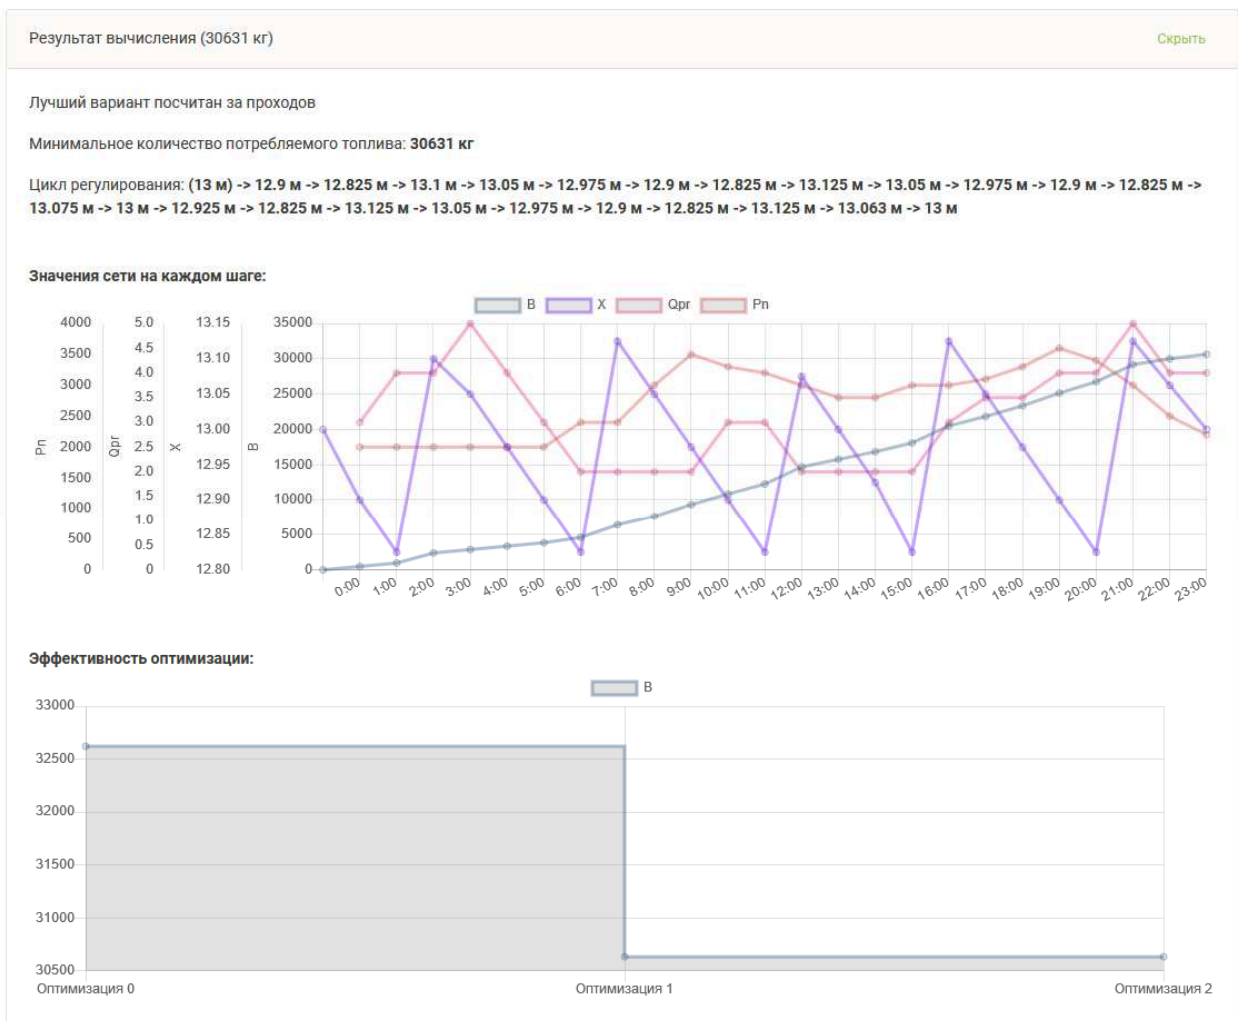 Результат вычисления (30631 кг)
Скрыть
Лучший вариант посчитан за проходов
Минимальное количество потребляемого топлива: 30631 кг
Цикл регулирования: (13 м) -> 12.9 м -> 12.825 м -> 13.1 м -> 13.05 м -> 12.975 м -> 12.9 м -> 12.825 м -> 13.125 м -> 13.05 м -> 12.975 м -> 12.9 м -> 12.825 м ->
13.075 м -> 13 м -> 12.925 м -> 12.825 м -> 13.125 м -> 13.05 м -> 12.975 м -> 12.9 м -> 12.825 м -> 13.125 м -> 13.063 м -> 13 м
Значения сети на каждом шаге:
B X Qpr Pn
4000 5.0 13.15 35000
3500 4.5 13.10 30000
3000 4.0 13.05 25000
2500 3.5 13.00 20000
2000 3.0 12.95 15000
1500 2.5 12.90 10000
1000 2.0 12.85 5000
500 1.5 12.80 0
0 1.0
0.5
0
Pn
Qpr
X
B
0:00 1:00 2:00 3:00 4:00 5:00 6:00 7:00 8:00 9:00 10:00 11:00 12:00 13:00 14:00 15:00 16:00 17:00 18:00 19:00 20:00 21:00 22:00 23:00
Эффективность оптимизации:
B
33000
32500
32000
31500
31000
30500
Оптимизация 0 Оптимизация 1 Оптимизация 2